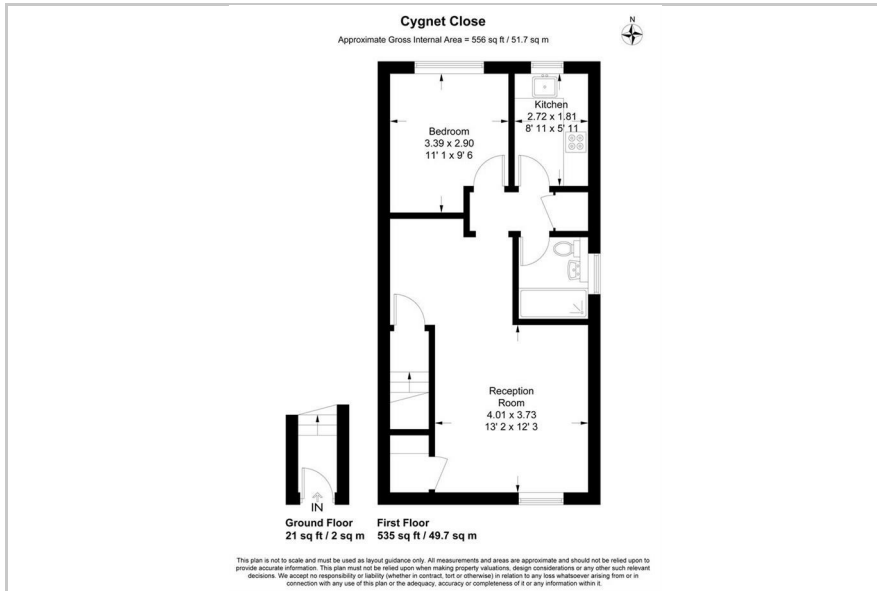 Cygnet Close
Approximate Gross Internal Area = 556 sq ft / 51.7 sq m
N
Kitchen
2.72 x 1.81
8' 11 x 5' 11
Bedroom
3.39 x 2.90
11' 1 x 9' 6
Reception
Room
4.01 x 3.73
13' 2 x 12' 3
IN
Ground Floor
21 sq ft / 2 sq m
First Floor
535 sq ft / 49.7 sq m
This plan is not to scale and must be used as layout guidance only. All measurements and areas are approximate and should not be relied upon to
provide accurate information. This plan must not be relied upon when making property valuations, design considerations or any other such relevant
decisions. We accept no responsibility or liability (whether in contract, tort or otherwise) in relation to any loss whatsoever arising from or in
connection with any use of this plan or the adequacy, accuracy or completeness of it or any information within it.